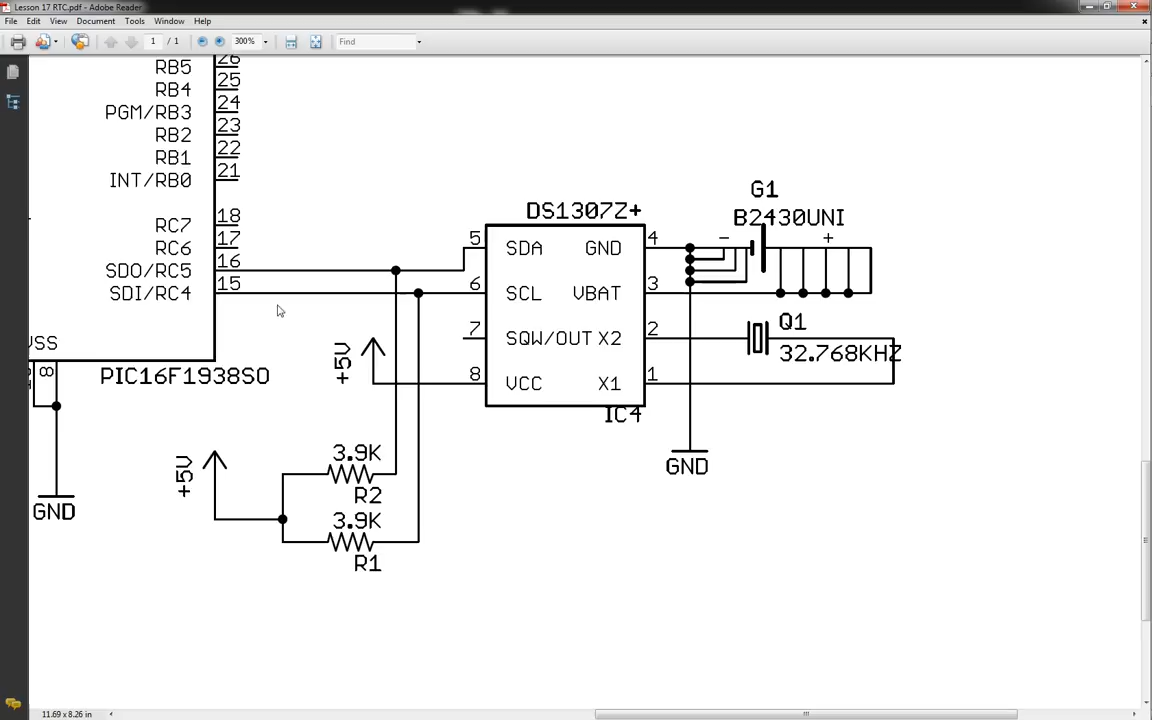 Lesson 17 RTC.pdf - Adobe Reader
File Edit View Document Tools Window Help
1 / 1 300% Find
RB5 26
RB4 25
PGM/RB3 24
RB2 23
RB1 22
INT/RB0 21
RC7 18
RC6 17
SDO/RC5 16
SDI/RC4 15
VSS
8
PIC16F1938SO
GND
DS1307Z+
5 SDA GND 4
6 SCL VBAT 3
7 SQW/OUT X2 2
8 VCC X1 1
IC4
G1
B2430UNI
- +
Q1
32.768KHZ
+5V
GND
+5V
3.9K
R2
3.9K
R1
11.69 x 8.26 in